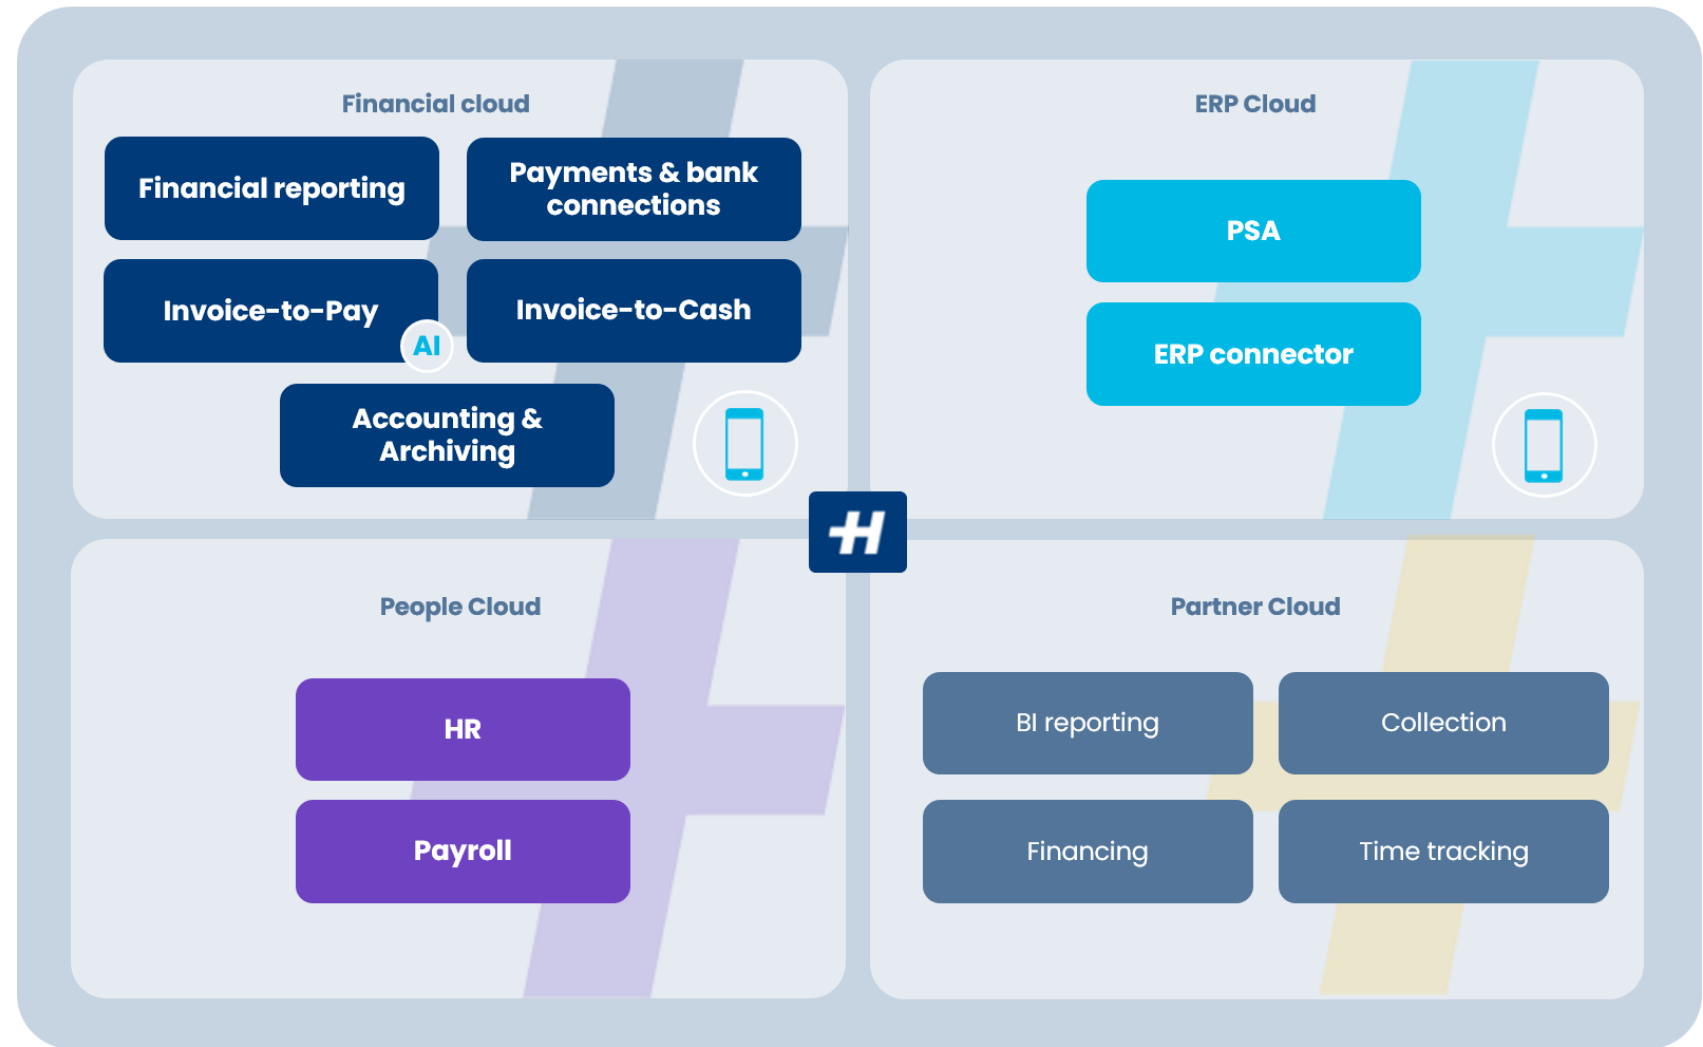 Financial cloud
Financial reporting
Payments & bank
connections
Invoice-to-Pay
AI
Invoice-to-Cash
Accounting &
Archiving
ERP Cloud
PSA
ERP connector
H
People Cloud
HR
Payroll
Partner Cloud
BI reporting
Collection
Financing
Time tracking